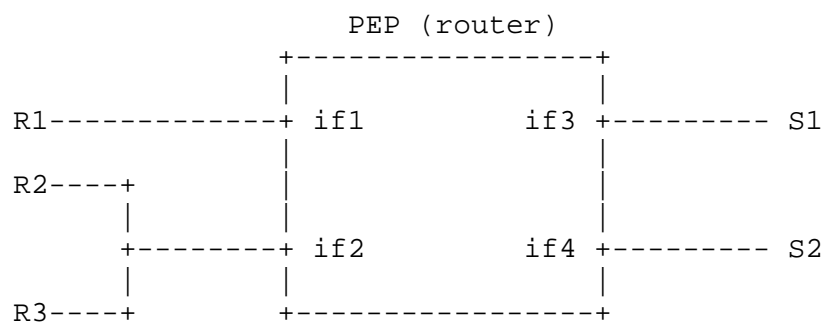 PEP (router)
R1 if1 if3 S1
R2
if2 if4 S2
R3